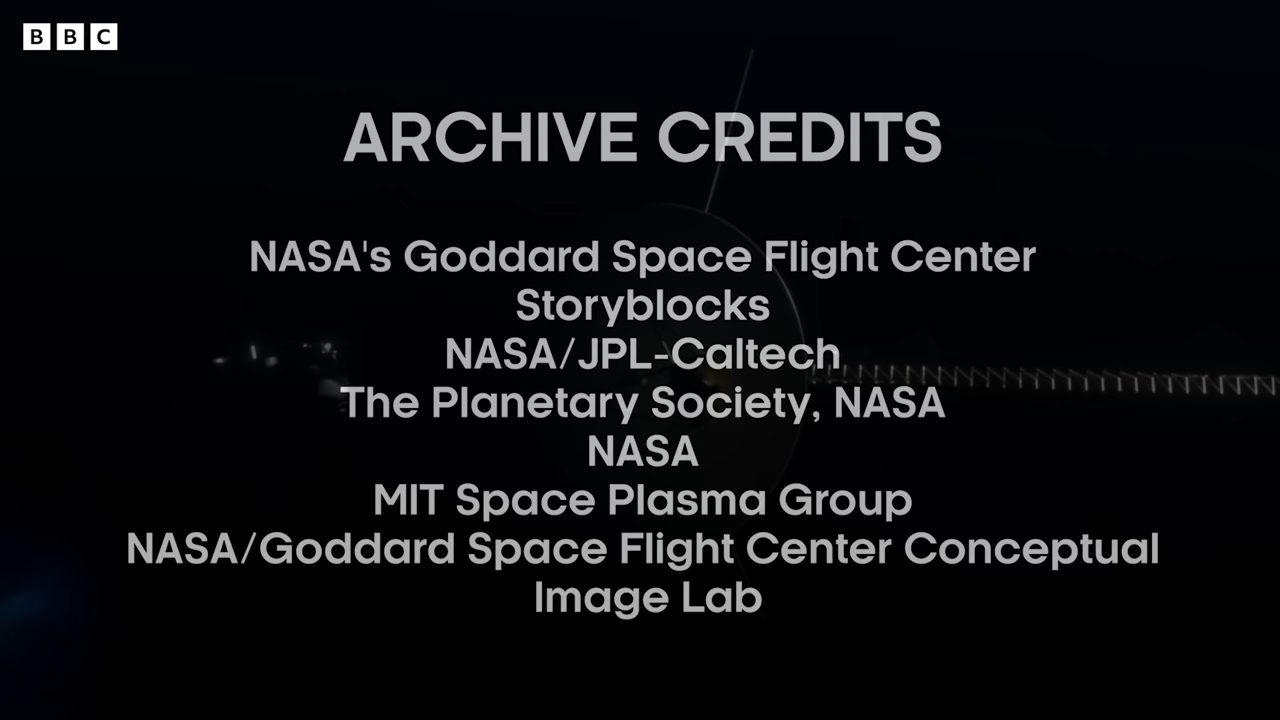 BBC
ARCHIVE CREDITS
NASA's Goddard Space Flight Center
Storyblocks
NASA/JPL-Caltech
The Planetary Society, NASA
NASA
MIT Space Plasma Group
NASA/Goddard Space Flight Center Conceptual
Image Lab